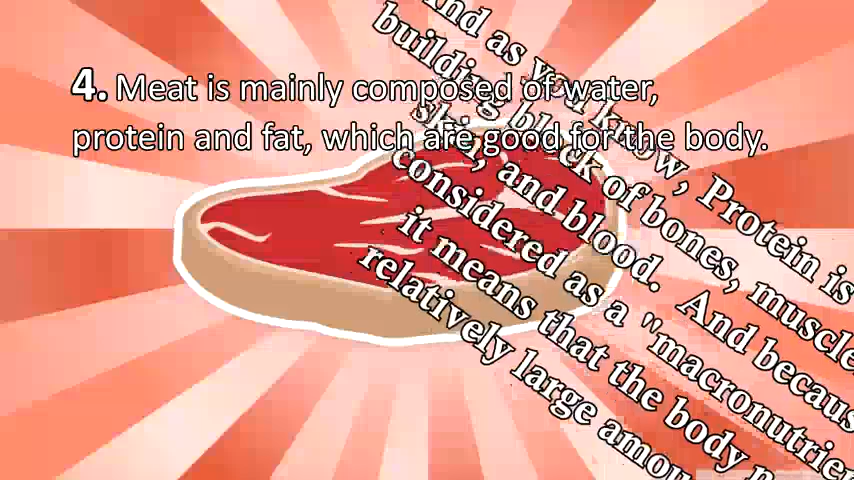 4. Meat is mainly composed of water,
protein and fat, which are good for the body.
And as you know, Protein is
building block of bones, muscle
skin, and blood. And becaus
considered as a "macronutrien
it means that the body n
relatively large amoun